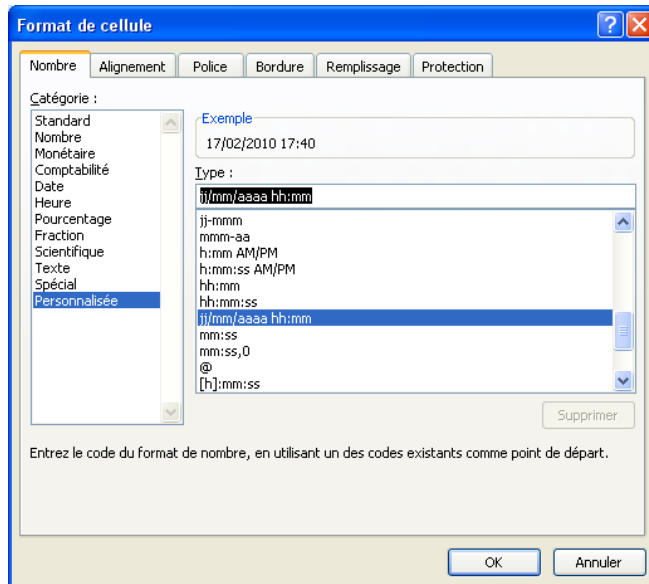 Format de cellule
Nombre Alignement Police Bordure Remplissage Protection
Catégorie :
Standard
Nombre
Monétaire
Comptabilité
Date
Heure
Pourcentage
Fraction
Scientifique
Texte
Spécial
Personnalisée
Exemple
17/02/2010 17:40
Type :
jj/mm/aaaa hh:mm
jj-mmm
mmm-aa
h:mm AM/PM
h:mm:ss AM/PM
hh:mm
hh:mm:ss
jj/mm/aaaa hh:mm
mm:ss
mm:ss,0
@
[h]:mm:ss
Supprimer
Entrez le code du format de nombre, en utilisant un des codes existants comme point de départ.
OK Annuler